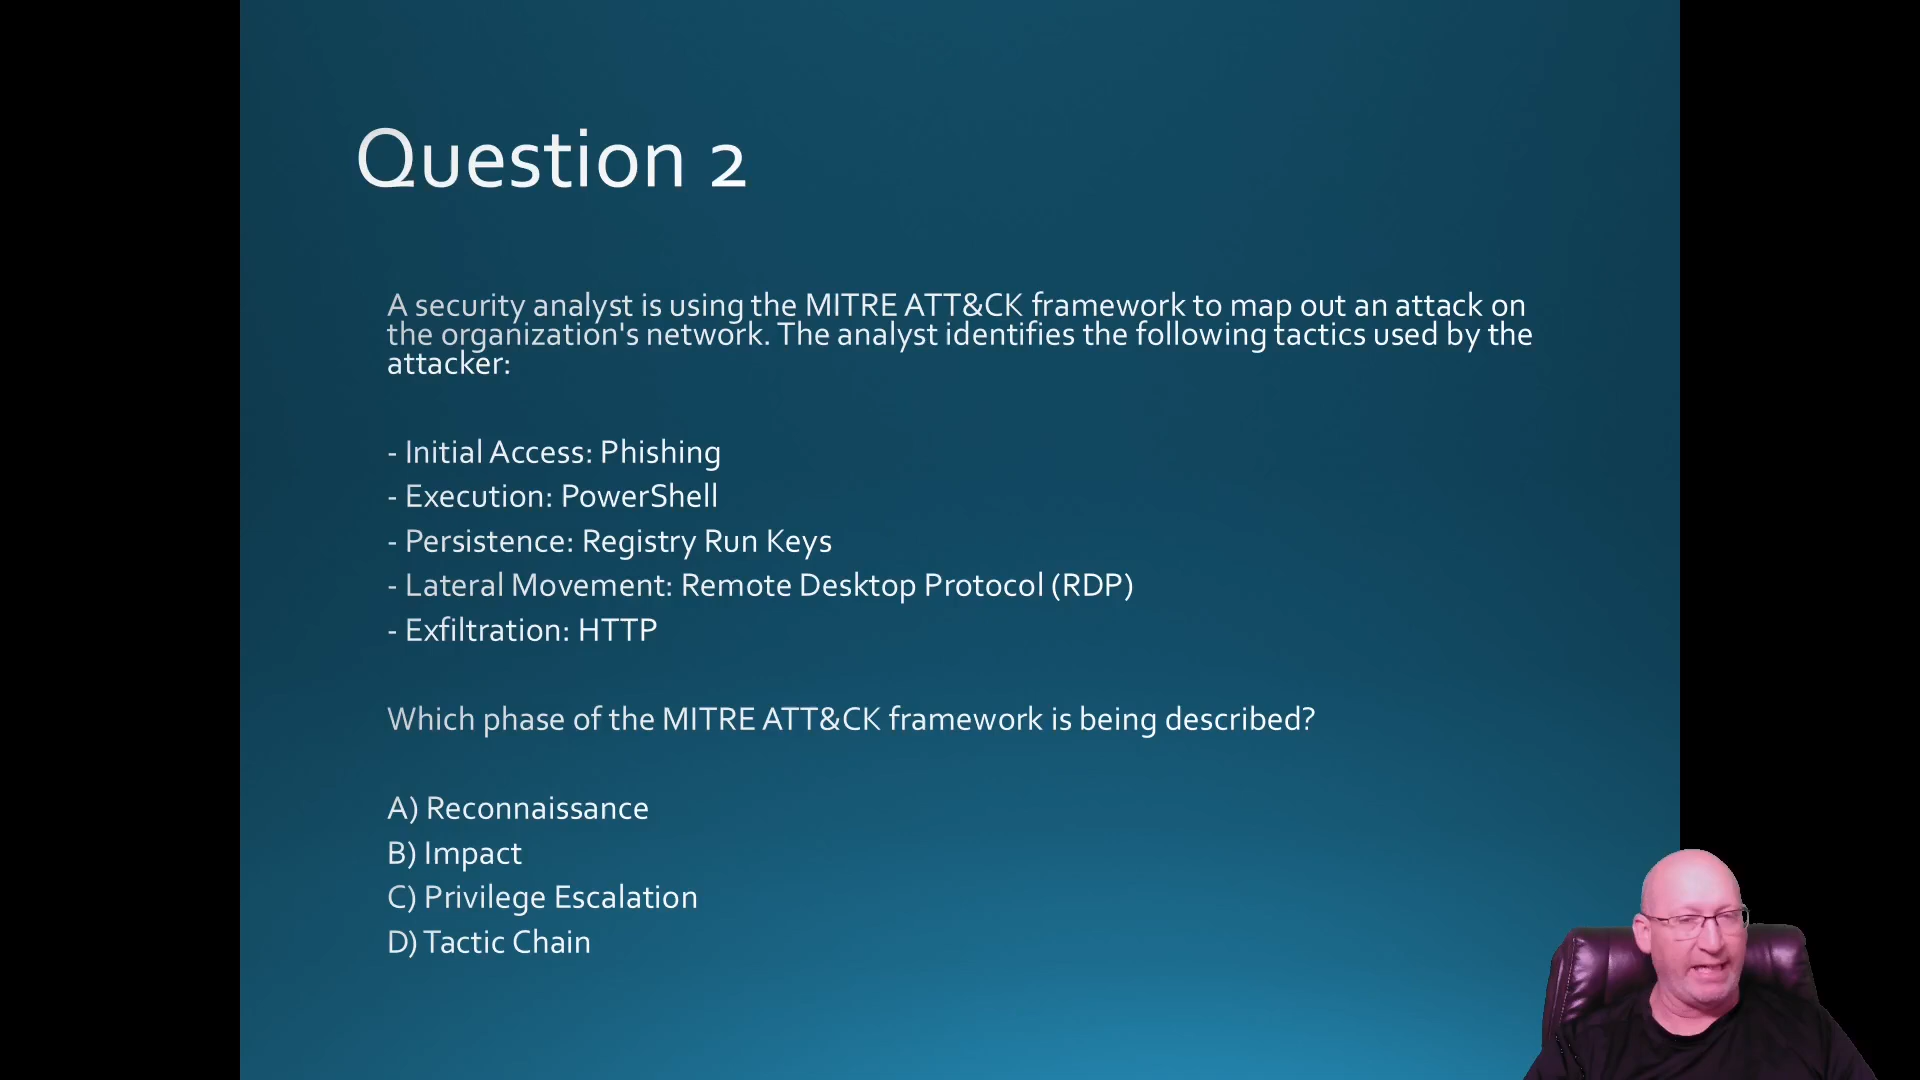 Question 2
A security analyst is using the MITRE ATT&CK framework to map out an attack on
the organization's network. The analyst identifies the following tactics used by the
attacker:
- Initial Access: Phishing
- Execution: PowerShell
- Persistence: Registry Run Keys
- Lateral Movement: Remote Desktop Protocol (RDP)
- Exfiltration: HTTP
Which phase of the MITRE ATT&CK framework is being described?
A) Reconnaissance
B) Impact
C) Privilege Escalation
D) Tactic Chain